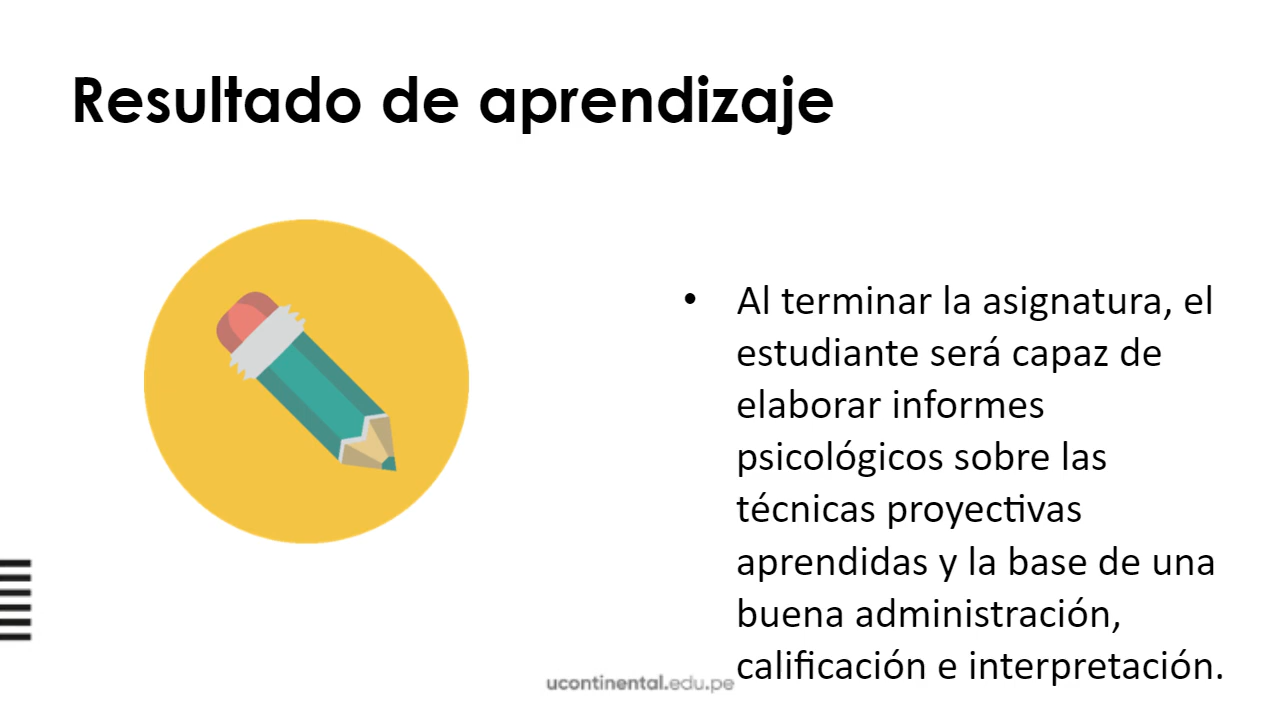 Resultado de aprendizaje
• Al terminar la asignatura, el
estudiante será capaz de
elaborar informes
psicológicos sobre las
técnicas proyectivas
aprendidas y la base de una
buena administración,
calificación e interpretación.
ucontinental.edu.pe